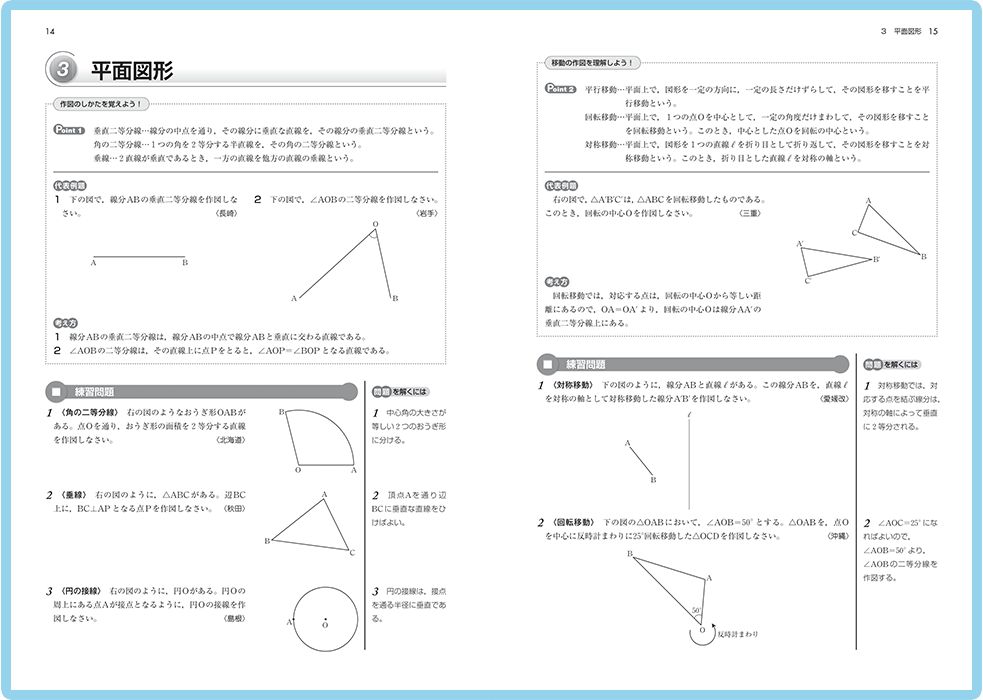 14
3 平面図形
作図のしかたを覚えよう!
Point 1 垂直二等分線…線分の中点を通り,その線分に垂直な直線を,その線分の垂直二等分線という。
角の二等分線…1つの角を2等分する半直線を,その角の二等分線という。
垂線…2直線が垂直であるとき,一方の直線を他方の直線の垂線という。
代表例題
1 下の図で,線分ABの垂直二等分線を作図しな
さい。 〈長崎〉
A B
2 下の図で,∠AOBの二等分線を作図しなさい。
〈岩手〉
O
A B
考え方
1 線分ABの垂直二等分線は,線分ABの中点で線分ABと垂直に交わる直線である。
2 ∠AOBの二等分線は,その直線上に点Pをとると,∠AOP=∠BOPとなる直線である。
練習問題
問題を解くには
1 〈角の二等分線〉 右の図のようなおうぎ形OABが
ある。点Oを通り,おうぎ形の面積を2等分する直線
を作図しなさい。 〈北海道〉
B
O A
1 中心角の大きさが
等しい2つのおうぎ形
に分ける。
2 〈垂線〉 右の図のように,△ABCがある。辺BC
上に,BC⊥APとなる点Pを作図しなさい。 〈秋田〉
A
B
C
2 頂点Aを通り辺
BCに垂直な直線をひ
けばよい。
3 〈円の接線〉 右の図のように,円Oがある。円Oの
周上にある点Aが接点となるように,円Oの接線を作
図しなさい。 〈島根〉
A O
3 円の接線は,接点
を通る半径に垂直であ
る。
3 平面図形 15
移動の作図を理解しよう!
Point 2 平行移動…平面上で,図形を一定の方向に,一定の長さだけずらして,その図形を移すことを平
行移動という。
回転移動…平面上で,1つの点Oを中心として,一定の角度だけまわして,その図形を移すこと
を回転移動という。このとき,中心とした点Oを回転の中心という。
対称移動…平面上で,図形を1つの直線ℓを折り目として折り返して,その図形を移すことを対
称移動という。このとき,折り目とした直線ℓを対称の軸という。
代表例題
右の図で,△A′B′C′は,△ABCを回転移動したものである。
このとき,回転の中心Oを作図しなさい。 〈三重〉
A
C
B
A′
B′
C′
考え方
回転移動では,対応する点は,回転の中心Oから等しい距
離にあるので,OA=OA′より,回転の中心Oは線分AA′の
垂直二等分線上にある。
練習問題
問題を解くには
1 〈対称移動〉 下の図のように,線分ABと直線ℓがある。この線分ABを,直線ℓ
を対称の軸として対称移動した線分A′B′を作図しなさい。 〈愛媛改〉
ℓ
A
B
1 対称移動では,対
応する点を結ぶ線分は,
対称の軸によって垂直
に2等分される。
2 〈回転移動〉 下の図の△OABにおいて,∠AOB=50°とする。△OABを,点O
を中心に反時計まわりに25°回転移動した△OCDを作図しなさい。 〈沖縄〉
B
A
50°
O
反時計まわり
2 ∠AOC=25°にな
ればよいので,
∠AOB=50°より,
∠AOBの二等分線を
作図する。